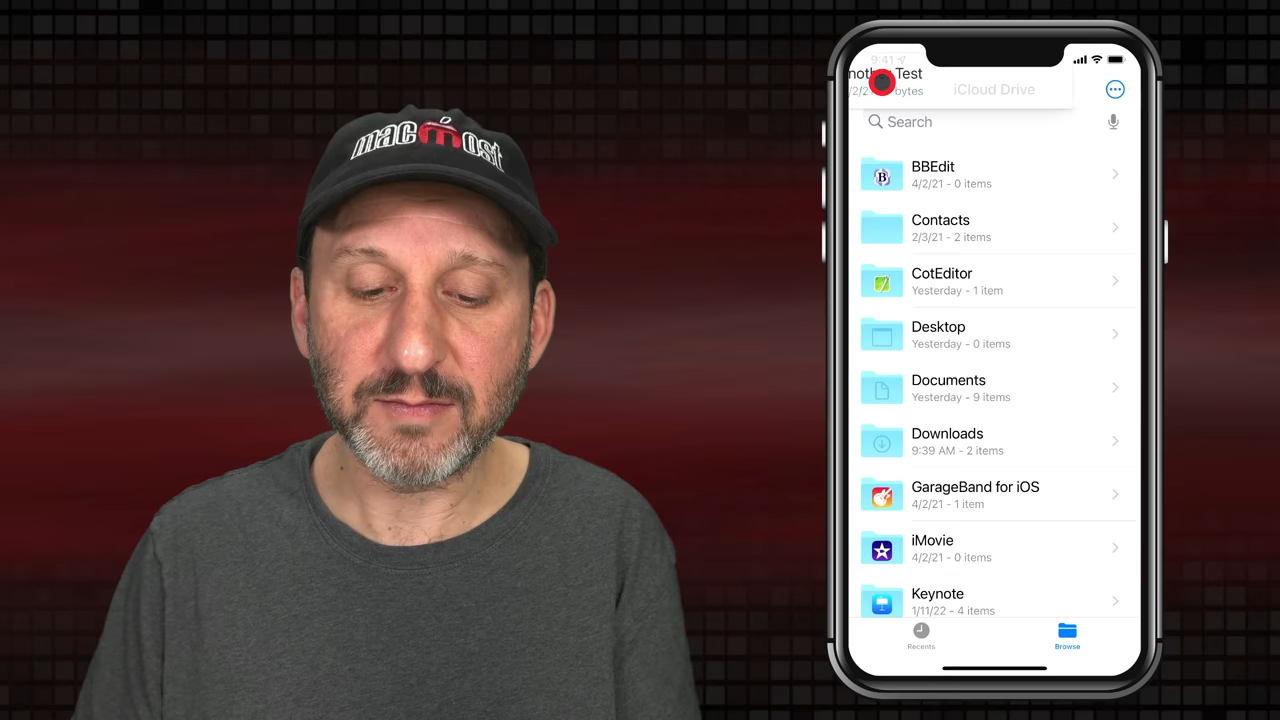 macmost
9:41
Test
bytes
iCloud Drive
Search
BBEdit
4/2/21 - 0 items
Contacts
2/3/21 - 2 items
CotEditor
Yesterday - 1 item
Desktop
Yesterday - 0 items
Documents
Yesterday - 9 items
Downloads
9:39 AM - 2 items
GarageBand for iOS
4/2/21 - 1 item
iMovie
4/2/21 - 0 items
Keynote
1/11/22 - 4 items
Recents
Browse